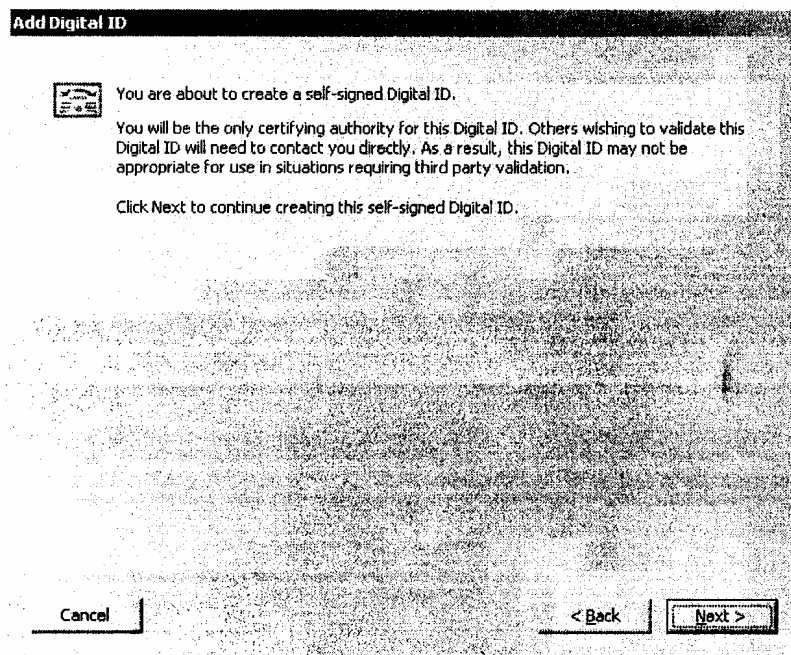 Add Digital ID
You are about to create a self-signed Digital ID.
You will be the only certifying authority for this Digital ID. Others wishing to validate this
Digital ID will need to contact you directly. As a result, this Digital ID may not be
appropriate for use in situations requiring third party validation.
Click Next to continue creating this self-signed Digital ID.
Cancel
< Back
Next >